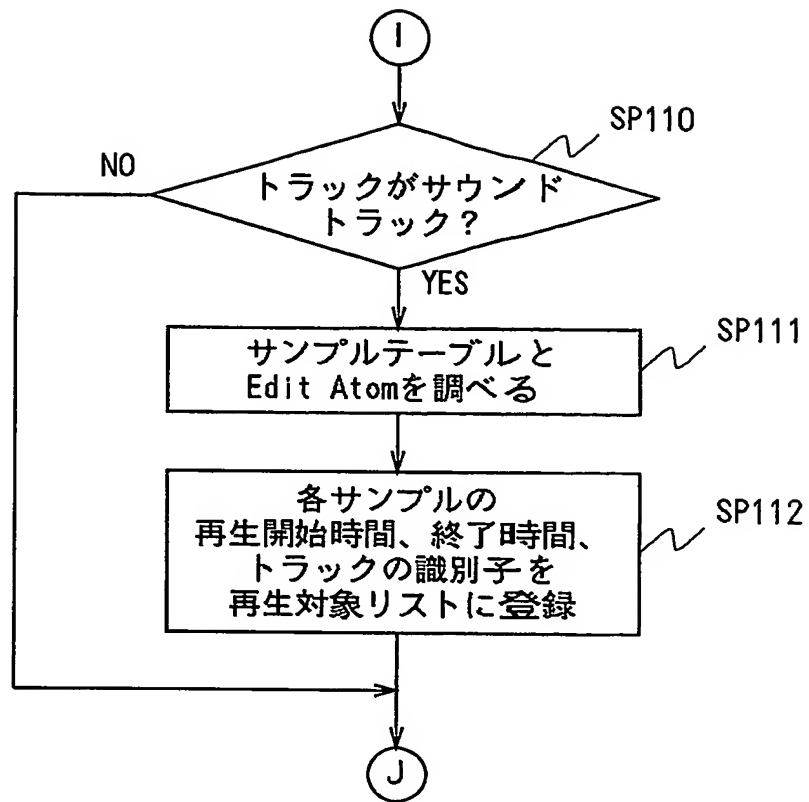 I
SP110
NO
トラックがサウンド
トラック？
YES
サンプルテーブルと
Edit Atomを調べる
SP111
各サンプルの
再生開始時間、終了時間、
トラックの識別子を
再生対象リストに登録
SP112
J